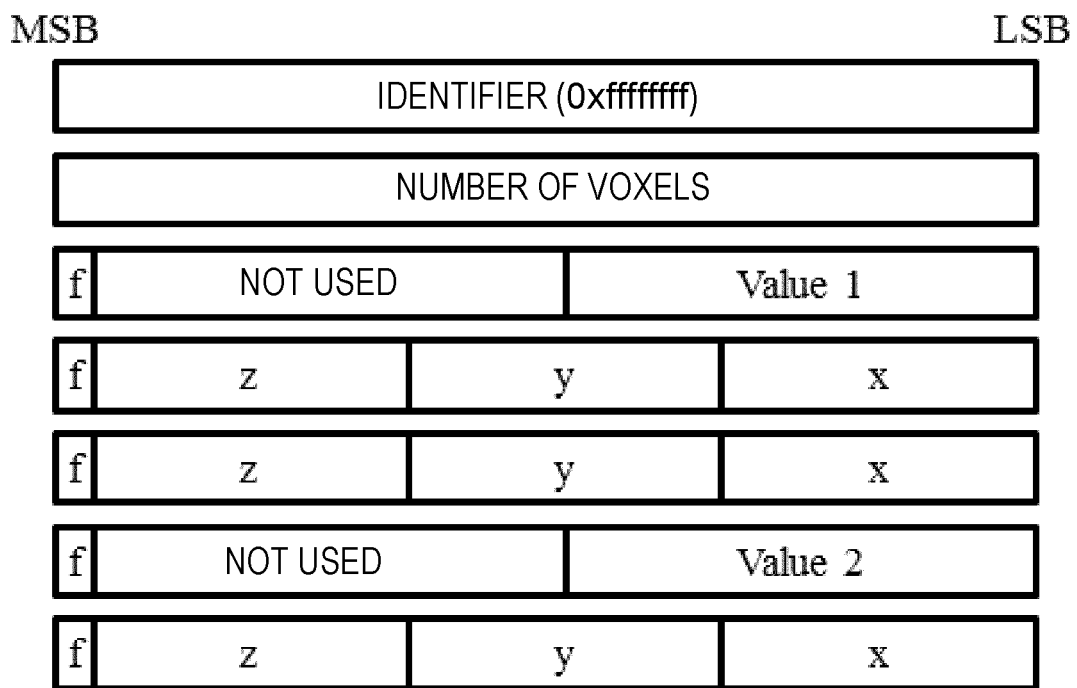 MSB LSB
IDENTIFIER (0xffffffff)
NUMBER OF VOXELS
f NOT USED Value 1
f z y x
f z y x
f NOT USED Value 2
f z y x